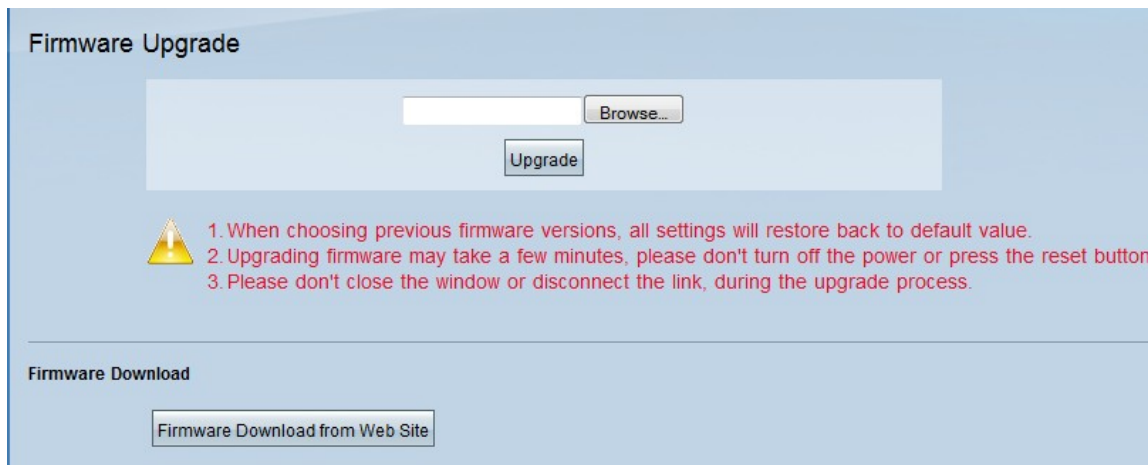 Firmware Upgrade
Browse...
Upgrade
1. When choosing previous firmware versions, all settings will restore back to default value.
2. Upgrading firmware may take a few minutes, please don't turn off the power or press the reset button
3. Please don't close the window or disconnect the link, during the upgrade process.
Firmware Download
Firmware Download from Web Site